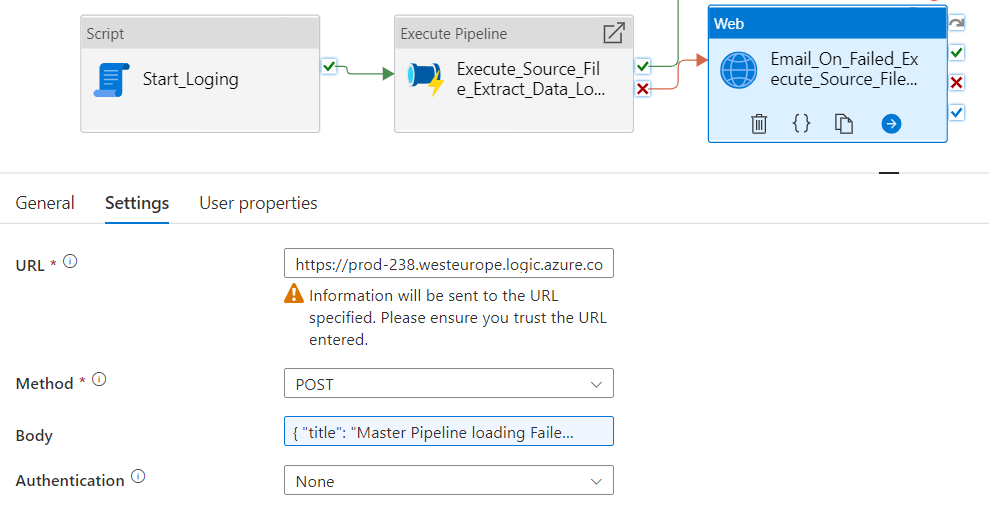 Script
Start_Loging
Execute Pipeline
Execute_Source_Fil
e_Extract_Data_Lo...
Web
Email_On_Failed_Ex
ecute_Source_File...
{}
General
Settings
User properties
URL *
https://prod-238.westeurope.logic.azure.co
Information will be sent to the URL
specified. Please ensure you trust the URL
entered.
Method *
POST
Body
{ "title": "Master Pipeline loading Faile...
Authentication
None